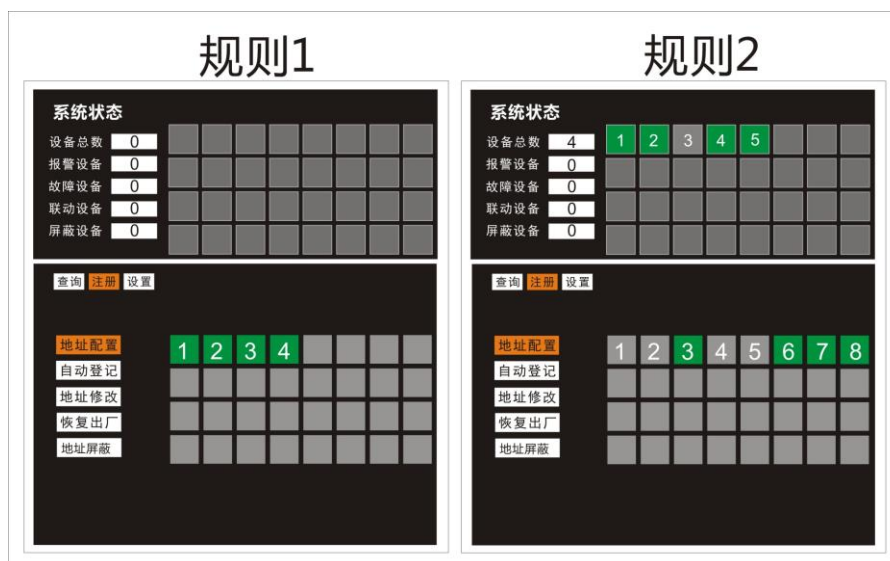 规则1
系统状态
设备总数 0
报警设备 0
故障设备 0
联动设备 0
屏蔽设备 0
查询 注册 设置
地址配置 1 2 3 4
自动登记
地址修改
恢复出厂
地址屏蔽
规则2
系统状态
设备总数 4 1 2 3 4 5
报警设备 0
故障设备 0
联动设备 0
屏蔽设备 0
查询 注册 设置
地址配置 1 2 3 4 5 6 7 8
自动登记
地址修改
恢复出厂
地址屏蔽